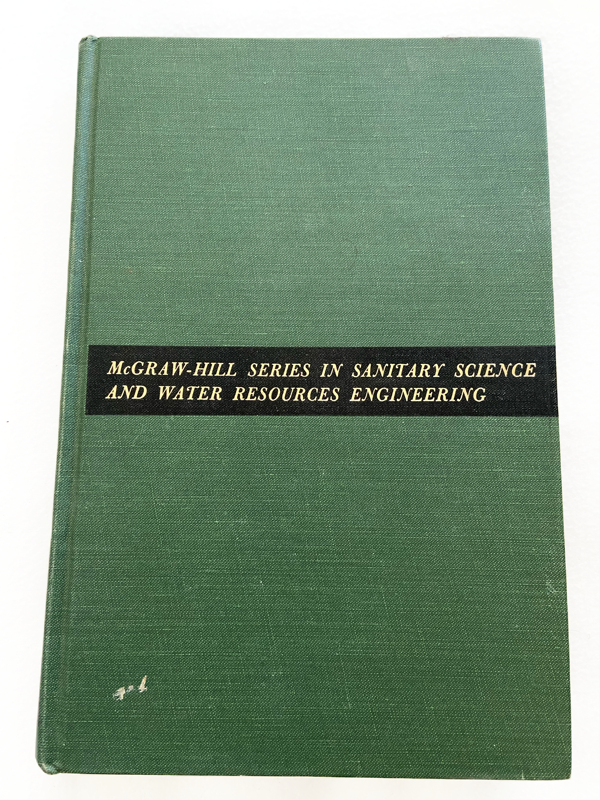 McGRAW-HILL SERIES IN SANITARY SCIENCE
AND WATER RESOURCES ENGINEERING